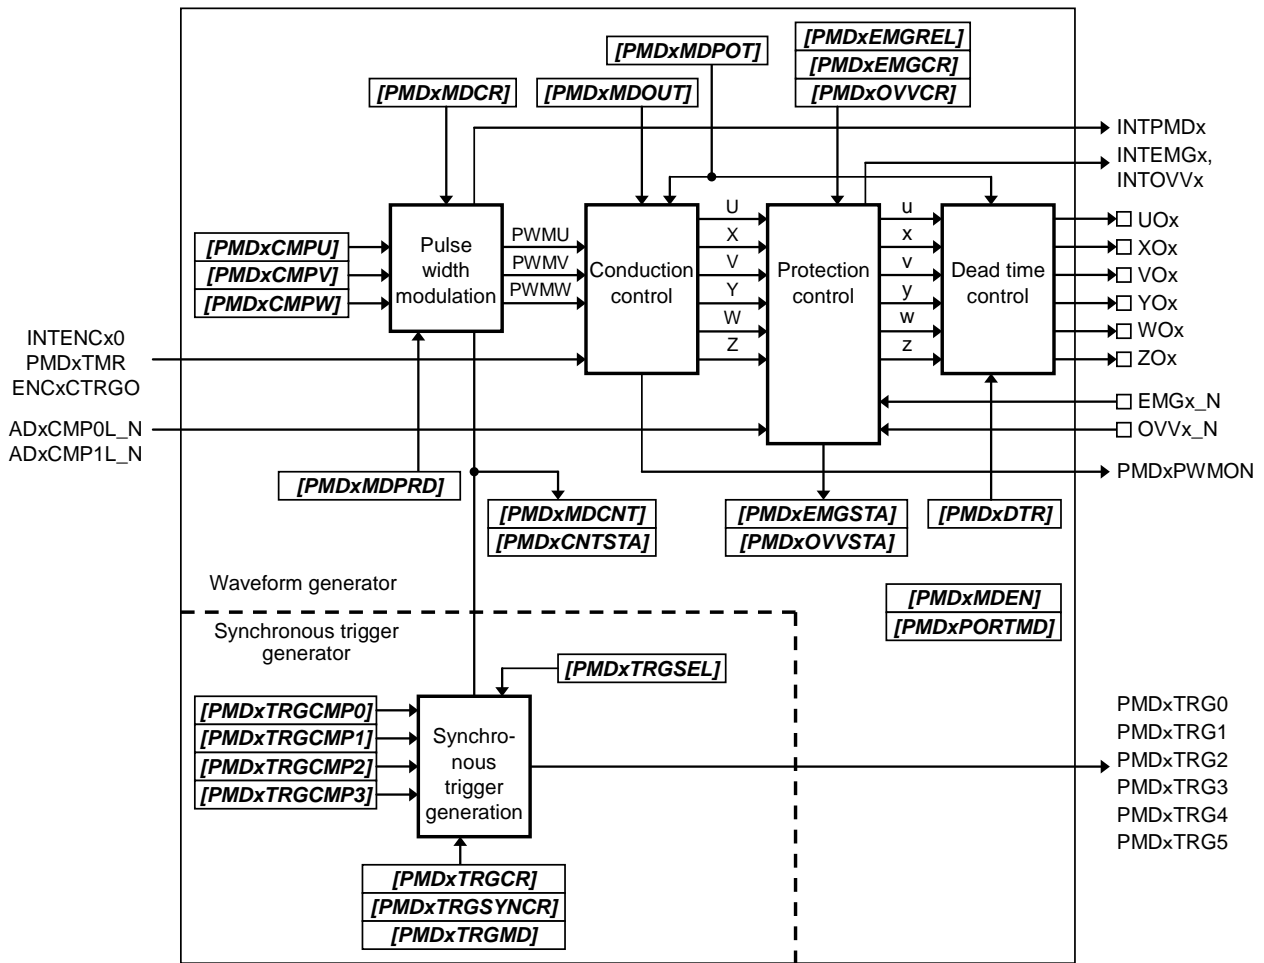 [PMDxEMGREL]
[PMDxMDPOT]
[PMDxEMGCR]
[PMDxMDCR]
[PMDxMDOUT]
[PMDxOVVCR]
INTPMDx
INTEMGx,
INTOVVx
U
u
UOx
PWMU
X
x
XOx
[PMDxCMPU]
[PMDxCMPV]
[PMDxCMPW]
Pulse
width
modulation
PWMV
PWMW
Conduction
control
V
Y
W
Z
Protection
control
v
y
w
z
Dead time
control
VOx
YOx
WOx
ZOx
INTENCx0
PMDxTMR
ENCxCTRGO
EMGx_N
OVVx_N
ADxCMP0L_N
ADxCMP1L_N
PMDxPWMON
[PMDxMDPRD]
[PMDxMDCNT]
[PMDxCNTSTA]
[PMDxEMGSTA]
[PMDxOVVSTA]
[PMDxDTR]
Waveform generator
[PMDxMDEN]
[PMDxPORTMD]
Synchronous trigger
generator
[PMDxTRGSEL]
[PMDxTRGCMP0]
[PMDxTRGCMP1]
[PMDxTRGCMP2]
[PMDxTRGCMP3]
Synchro-
nous
trigger
generation
PMDxTRG0
PMDxTRG1
PMDxTRG2
PMDxTRG3
PMDxTRG4
PMDxTRG5
[PMDxTRGCR]
[PMDxTRGSYNCR]
[PMDxTRGMD]